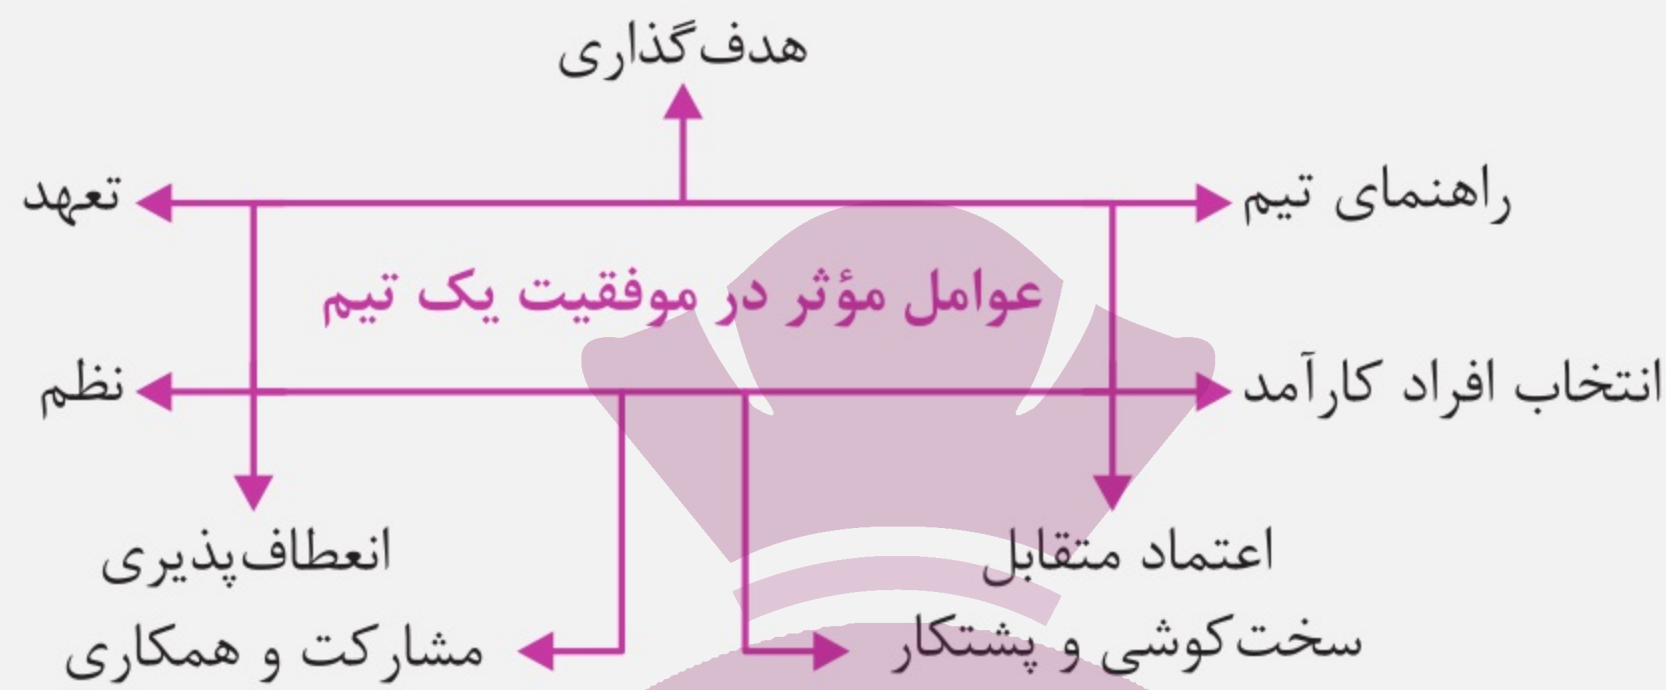 هدف‌گذاری
راهنمای تیم
تعهد
عوامل مؤثر در موفقیت یک تیم
انتخاب افراد کارآمد
نظم
اعتماد متقابل
انعطاف‌پذیری
سخت‌کوشی و پشتکار
مشارکت و همکاری